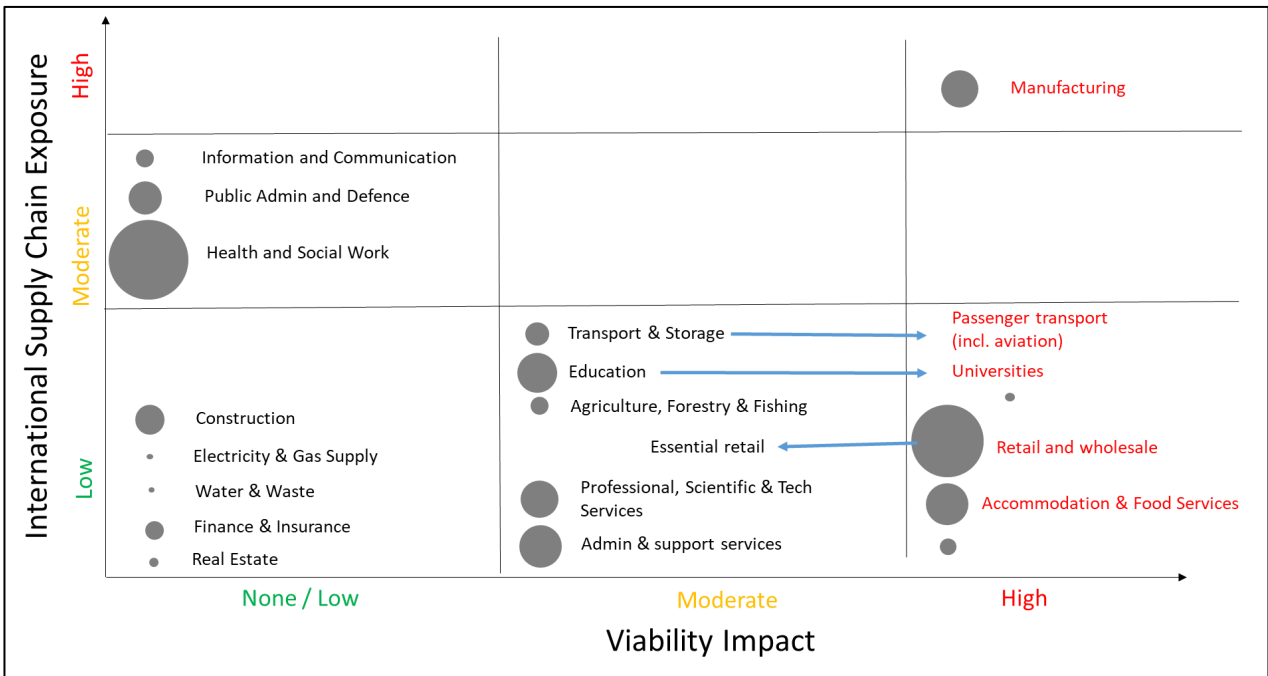 International Supply Chain Exposure
High
Moderate
Low
Manufacturing
Information and Communication
Public Admin and Defence
Health and Social Work
Transport & Storage
Passenger transport
(incl. aviation)
Education
Universities
Agriculture, Forestry & Fishing
Construction
Essential retail
Retail and wholesale
Electricity & Gas Supply
Water & Waste
Professional, Scientific & Tech
Services
Accommodation & Food Services
Finance & Insurance
Admin & support services
Real Estate
None / Low
Moderate
High
Viability Impact